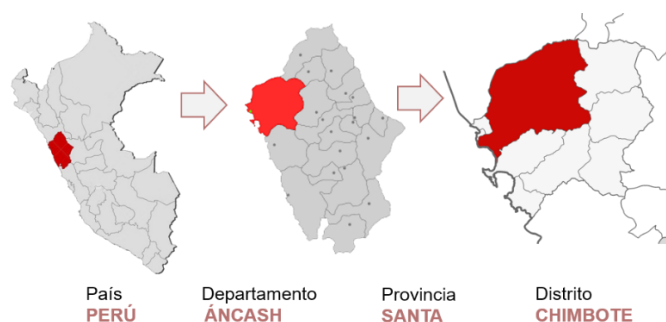 País Departamento Provincia Distrito
PERÚ ÁNCASH SANTA CHIMBOTE